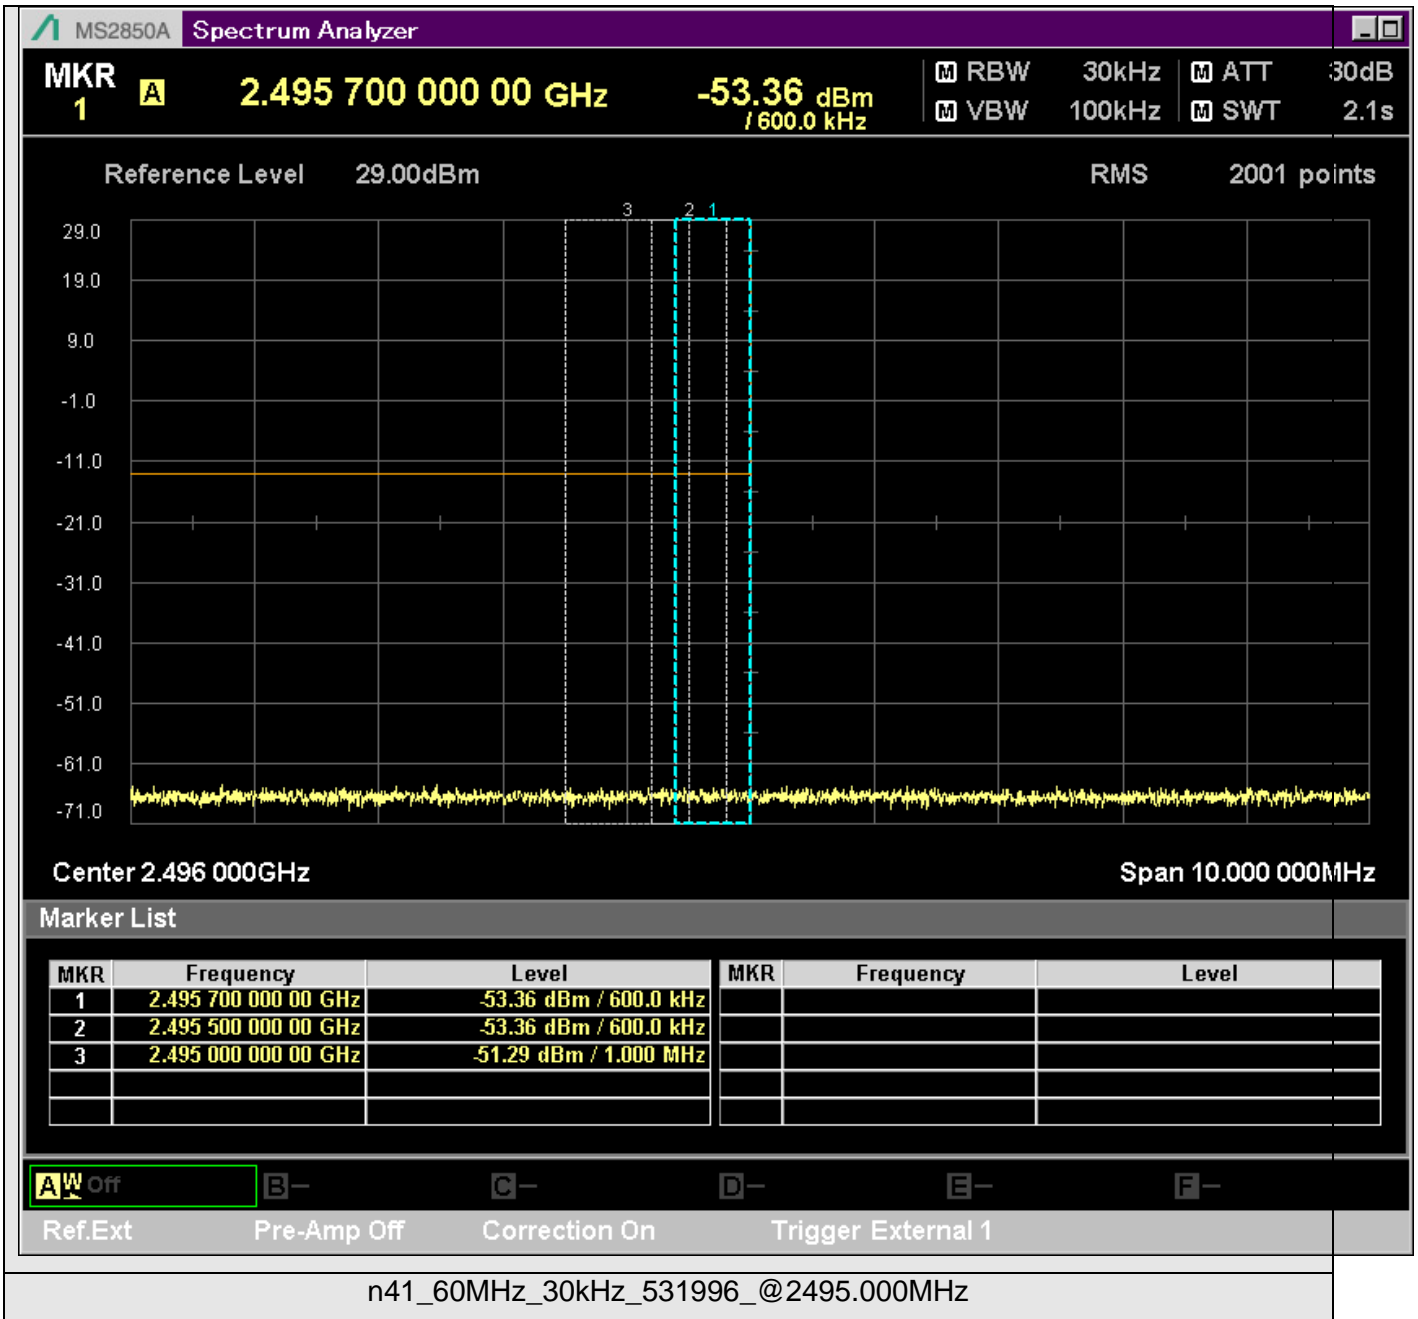 MS2850A Spectrum Analyzer
MKR 1 A 2.495 700 000 00 GHz -53.36 dBm / 600.0 kHz
M RBW 30kHz M ATT 30dB
M VBW 100kHz M SWT 2.1s
Reference Level 29.00dBm RMS 2001 points
3 2 1
29.0
19.0
9.0
-1.0
-11.0
-21.0
-31.0
-41.0
-51.0
-61.0
-71.0
Center 2.496 000GHz Span 10.000 000MHz
Marker List
MKR Frequency Level MKR Frequency Level
1 2.495 700 000 00 GHz -53.36 dBm / 600.0 kHz
2 2.495 500 000 00 GHz -53.36 dBm / 600.0 kHz
3 2.495 000 000 00 GHz -51.29 dBm / 1.000 MHz
A W Off B — C — D — E — F —
Ref.Ext Pre-Amp Off Correction On Trigger External 1
n41_60MHz_30kHz_531996_@2495.000MHz